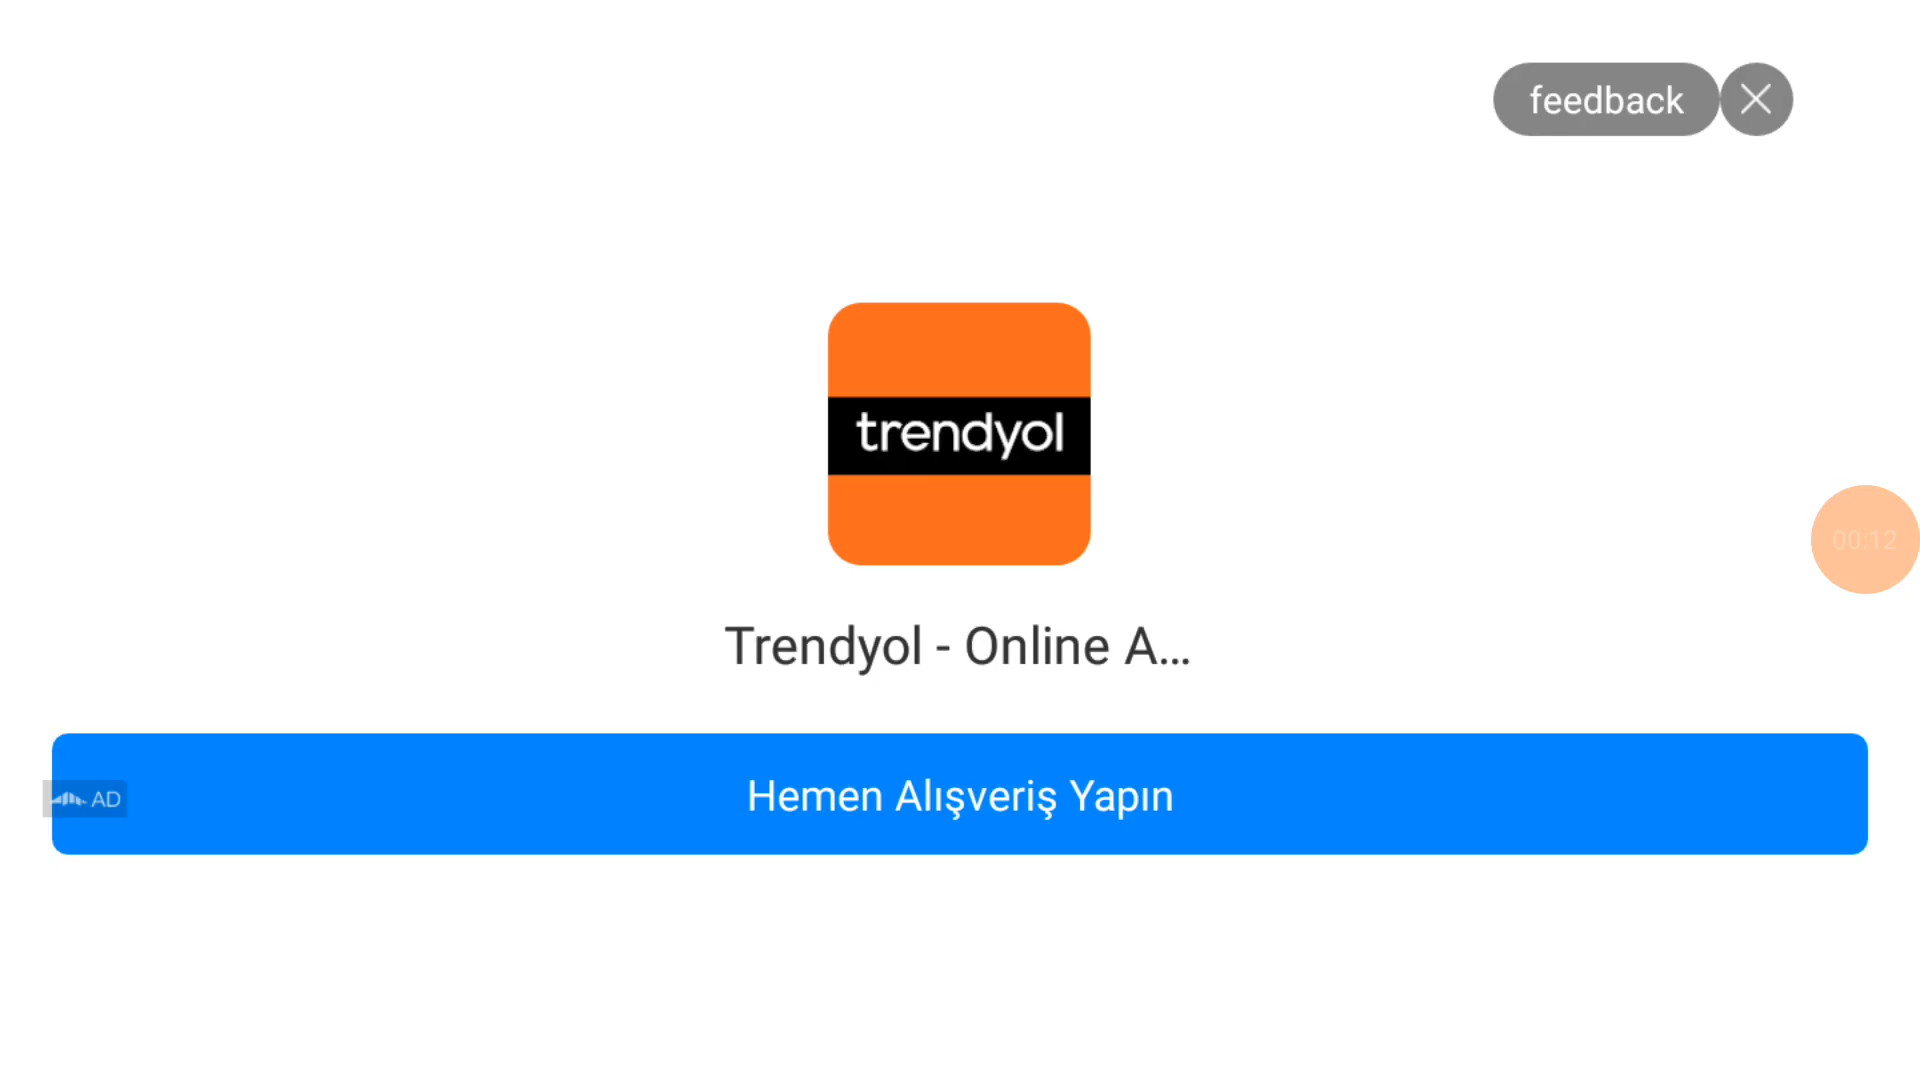 feedback
trendyol
00:12
Trendyol - Online A...
Hemen Alışveriş Yapın
AD